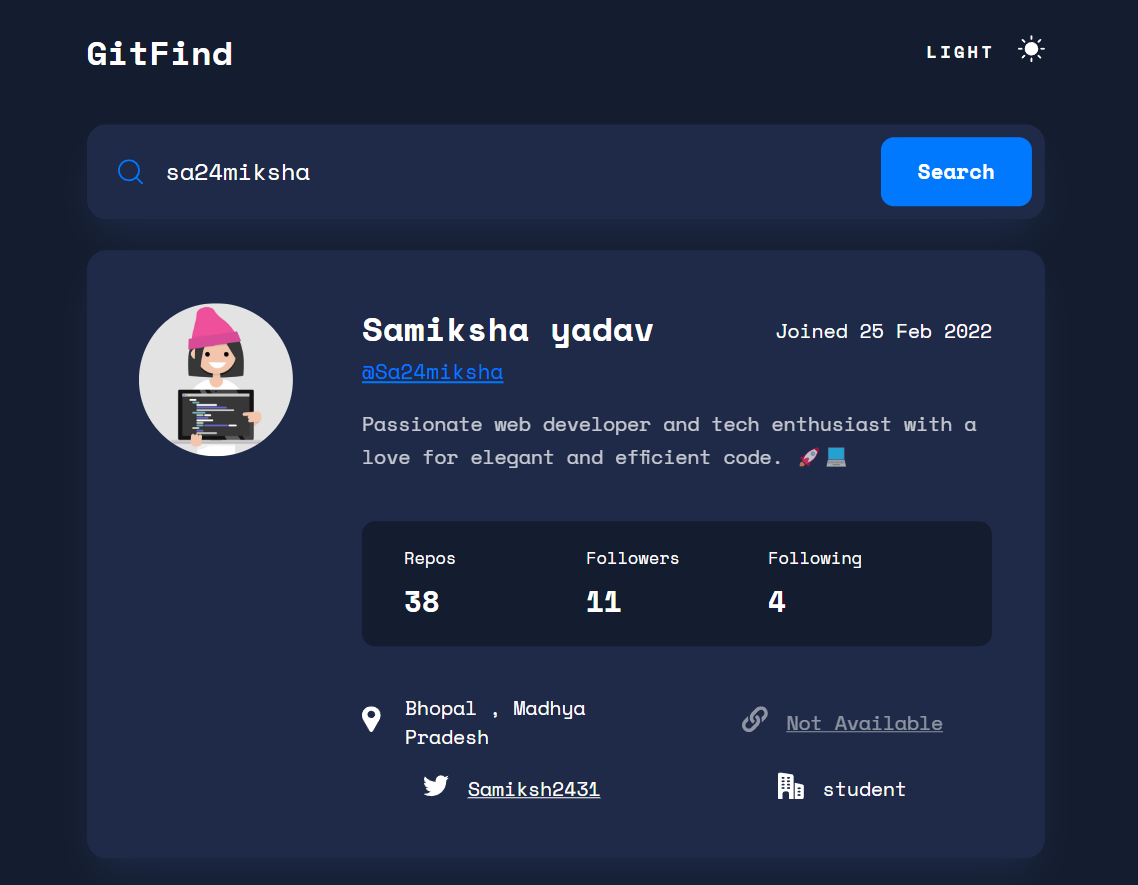 GitFind
LIGHT
sa24miksha
Search
Samiksha yadav
Joined 25 Feb 2022
@Sa24miksha
Passionate web developer and tech enthusiast with a
love for elegant and efficient code. 🚀💻
Repos
Followers
Following
38
11
4
Bhopal , Madhya
Pradesh
Not Available
Samiksh2431
student